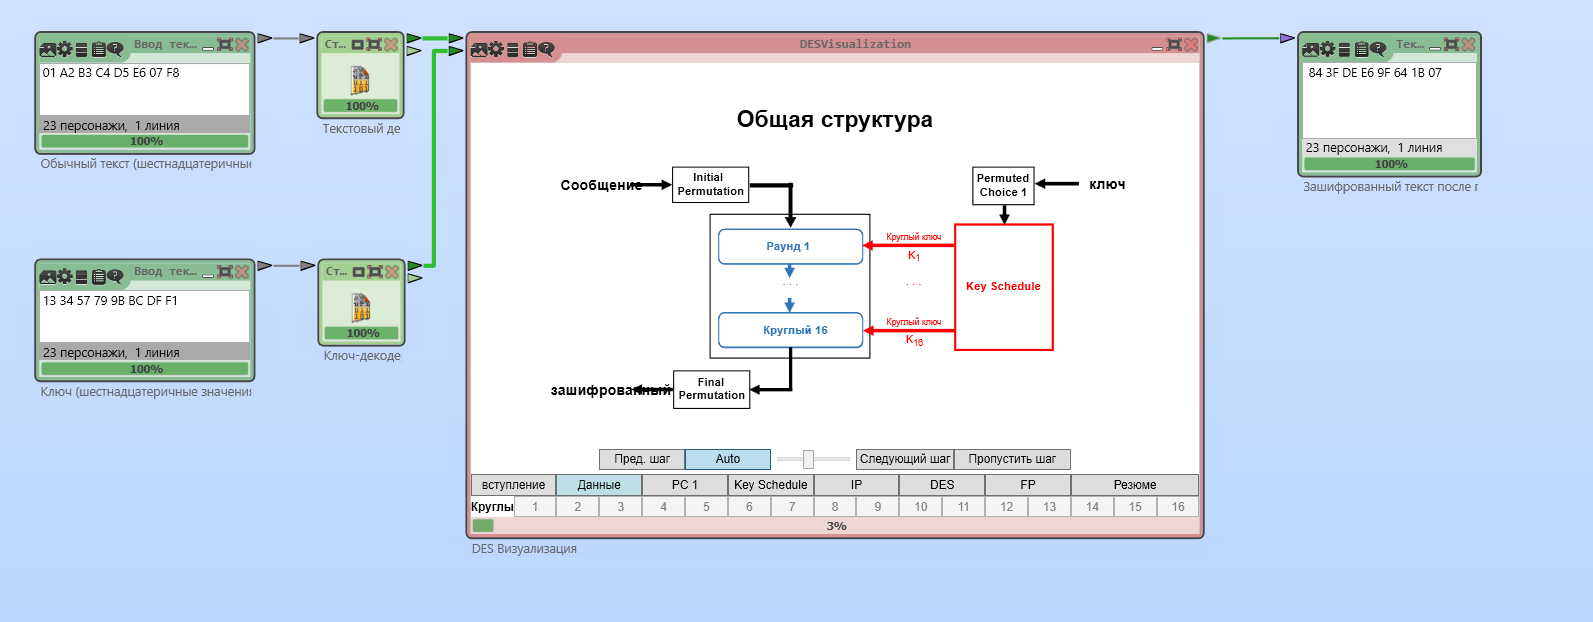 Ввод тек...
01 A2 B3 C4 D5 E6 07 F8
23 персонажи, 1 линия
100%
Обычный текст (шестнадцатеричные
Ст...
100%
Текстовый де
Ввод тек...
13 34 57 79 9B BC DF F1
23 персонажи, 1 линия
100%
Ключ (шестнадцатеричные значения
Ст...
100%
Ключ-декоде
DESVisualization
Общая структура
Сообщение
Initial
Permutation
Permuted
Choice 1
ключ
Раунд 1
Круглый ключ
K1
. . .
. . .
Key Schedule
Круглый 16
Круглый ключ
K16
зашифрованный
Final
Permutation
Пред. шаг
Auto
Следующий шаг
Пропустить шаг
вступление
Данные
PC 1
Key Schedule
IP
DES
FP
Резюме
Круглы
1 2 3 4 5 6 7 8 9 10 11 12 13 14 15 16
3%
DES Визуализация
Тек...
84 3F DE E6 9F 64 1B 07
23 персонажи, 1 линия
100%
Зашифрованный текст после г